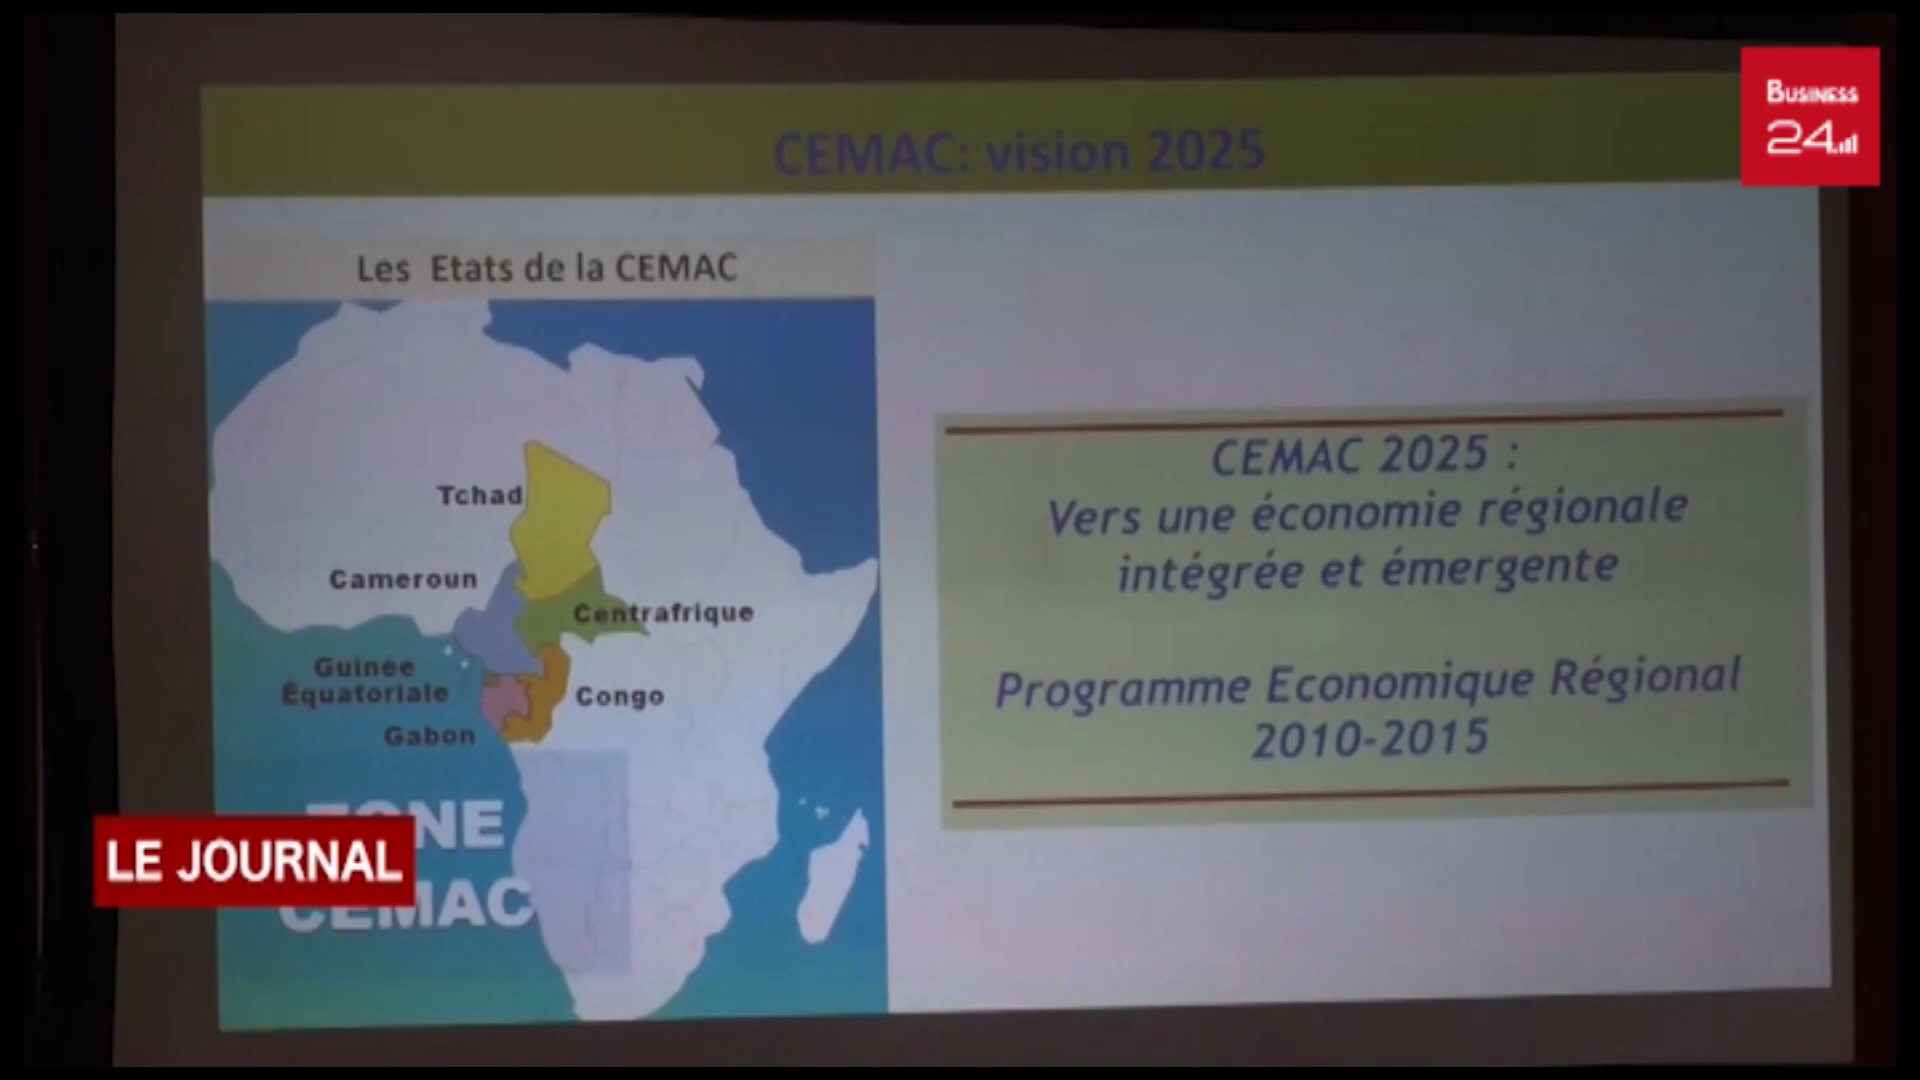 BUSINESS
24
CEMAC: vision 2025
Les Etats de la CEMAC
Tchad
Cameroun
Centrafrique
Guinée
Équatoriale
Congo
Gabon
CEMAC
LE JOURNAL
CEMAC 2025 :
Vers une économie régionale
intégrée et émergente
Programme Economique Régional
2010-2015